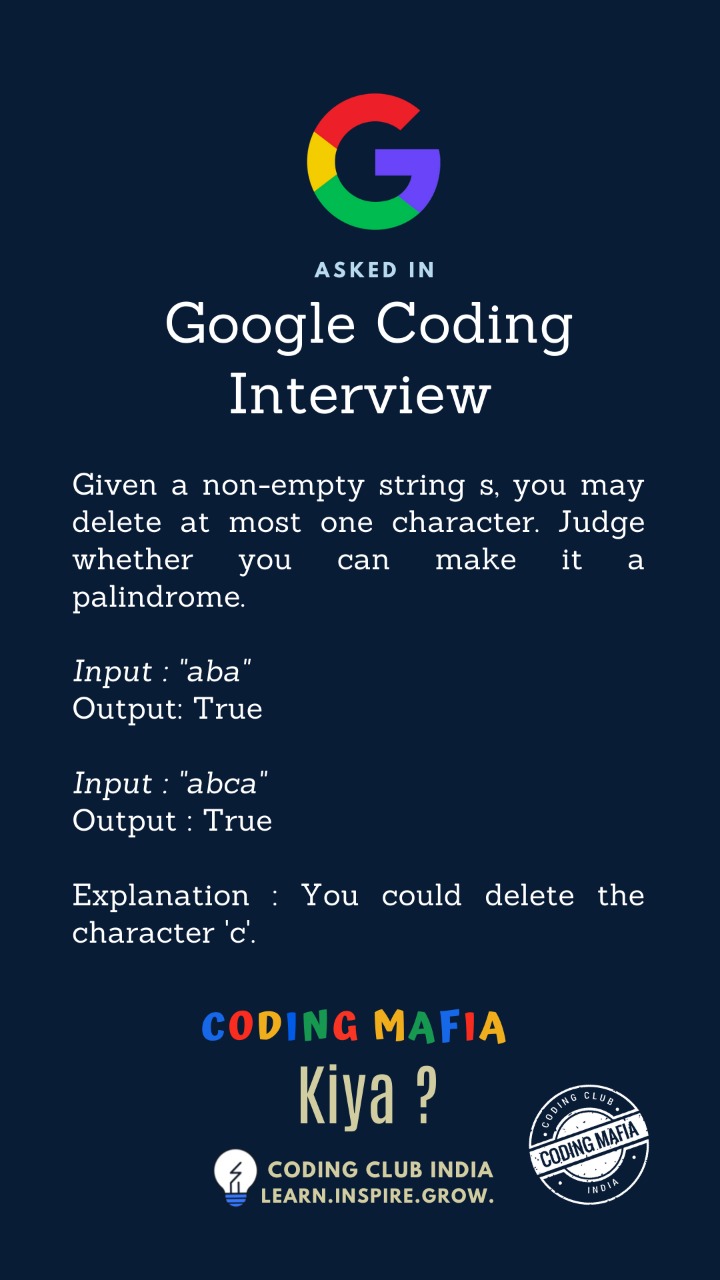 ASKED IN
Google Coding
Interview
Given a non-empty string s, you may
delete at most one character. Judge
whether you can make it a
palindrome.
Input : "aba"
Output: True
Input : "abca"
Output : True
Explanation : You could delete the
character 'c'.
CODING MAFIA
Kiya ?
CODING CLUB INDIA
LEARN.INSPIRE.GROW.
CODING CLUB
CODING MAFIA
INDIA